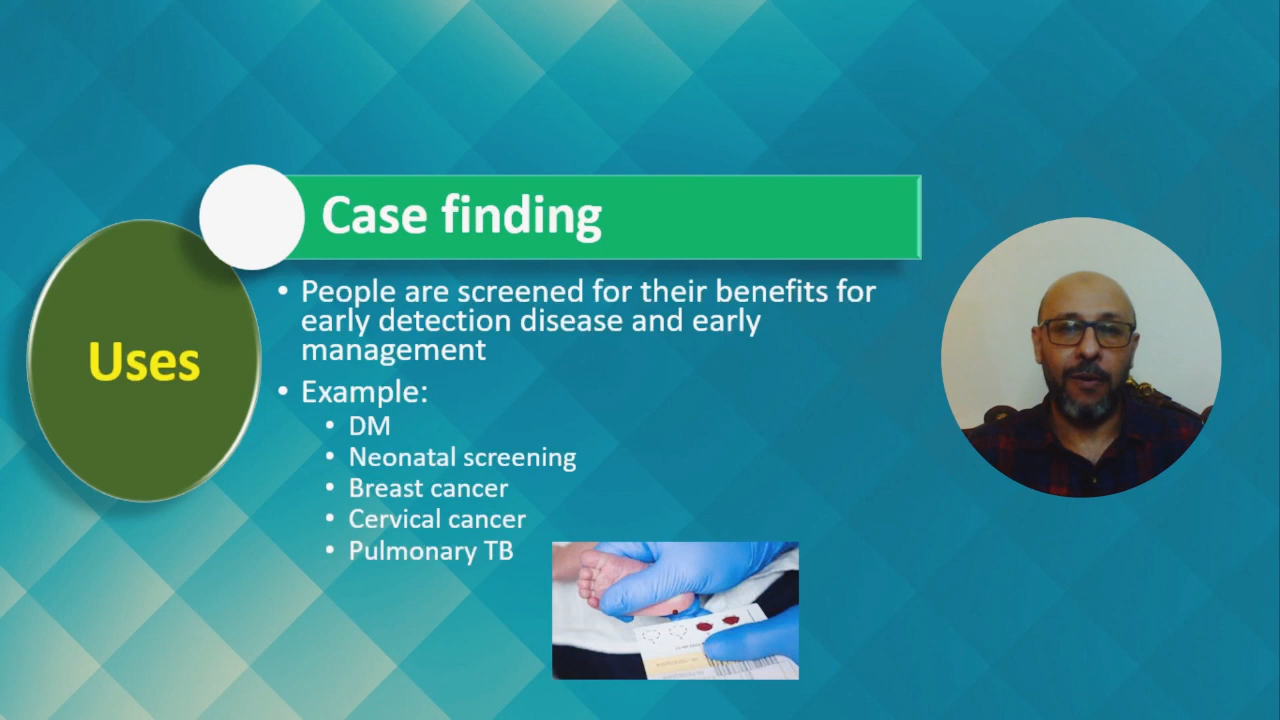 Case finding
Uses
• People are screened for their benefits for
early detection disease and early
management
• Example:
• DM
• Neonatal screening
• Breast cancer
• Cervical cancer
• Pulmonary TB